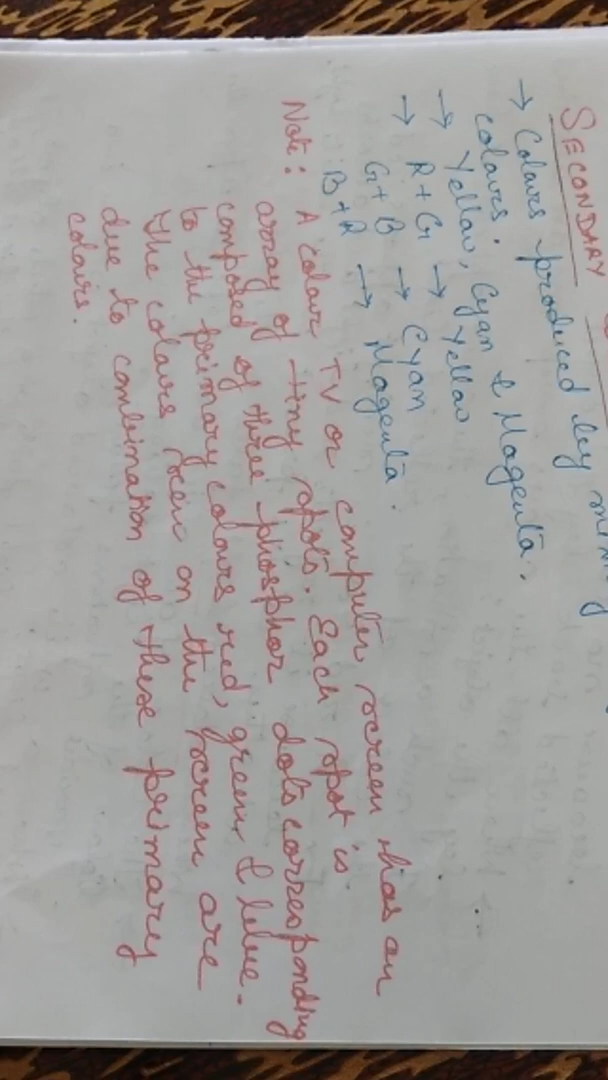 SECONDARY
→ Colours produced by mixing
colours.
→ Yellow, Cyan & Magenta.
→ R + G → Yellow
G + B → Cyan
B + R → Magenta.
Note: A colour TV or computer screen has an
array of tiny spots. Each spot is
composed of three phosphor dots corresponding
to the primary colours red, green & blue.
The colours seen on the screen are
due to combination of these primary
colours.